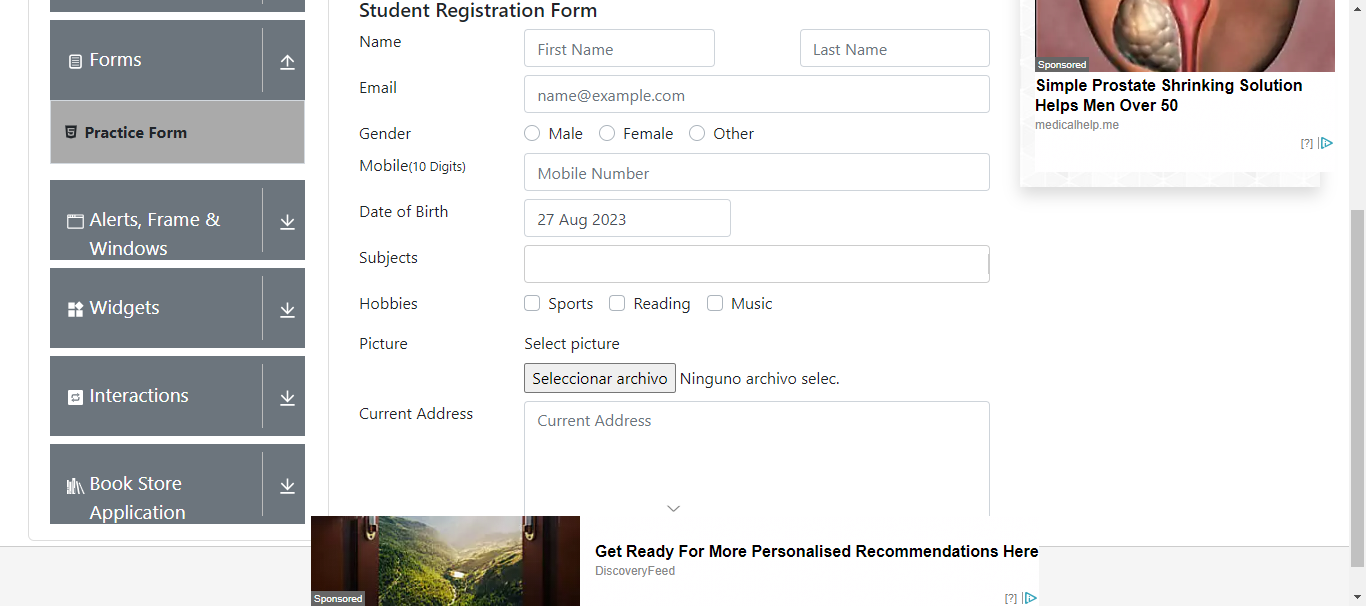 Forms
Practice Form
Alerts, Frame &
Windows
Widgets
Interactions
Book Store
Application
Student Registration Form
Name
First Name
Last Name
Email
name@example.com
Gender
Male
Female
Other
Mobile(10 Digits)
Mobile Number
Date of Birth
27 Aug 2023
Subjects
Hobbies
Sports
Reading
Music
Picture
Select picture
Seleccionar archivo
Ninguno archivo selec.
Current Address
Current Address
Sponsored
Simple Prostate Shrinking Solution
Helps Men Over 50
medicalhelp.me
[?]
Sponsored
Get Ready For More Personalised Recommendations Here
DiscoveryFeed
[?]